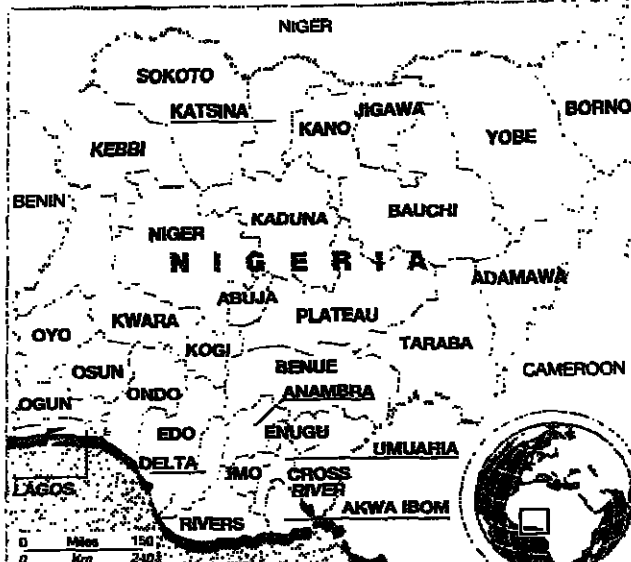 NIGER
SOKOTO
KATSINA
JIGAWA
BORNO
KANO
YOBE
KEBBI
BENIN
BAUCHI
KADUNA
NIGER
NIGERIA
ADAMAWA
ABUJA
PLATEAU
KWARA
OYO
TARABA
KOGI
BENUE
OSUN
CAMEROON
ONDO
ANAMBRA
OGUN
EDO
ENUGU
UMUAHIA
DELTA
IMO
CROSS
RIVER
LAGOS
AKWA IBOM
RIVERS
0 Miles 150
0 Km 240